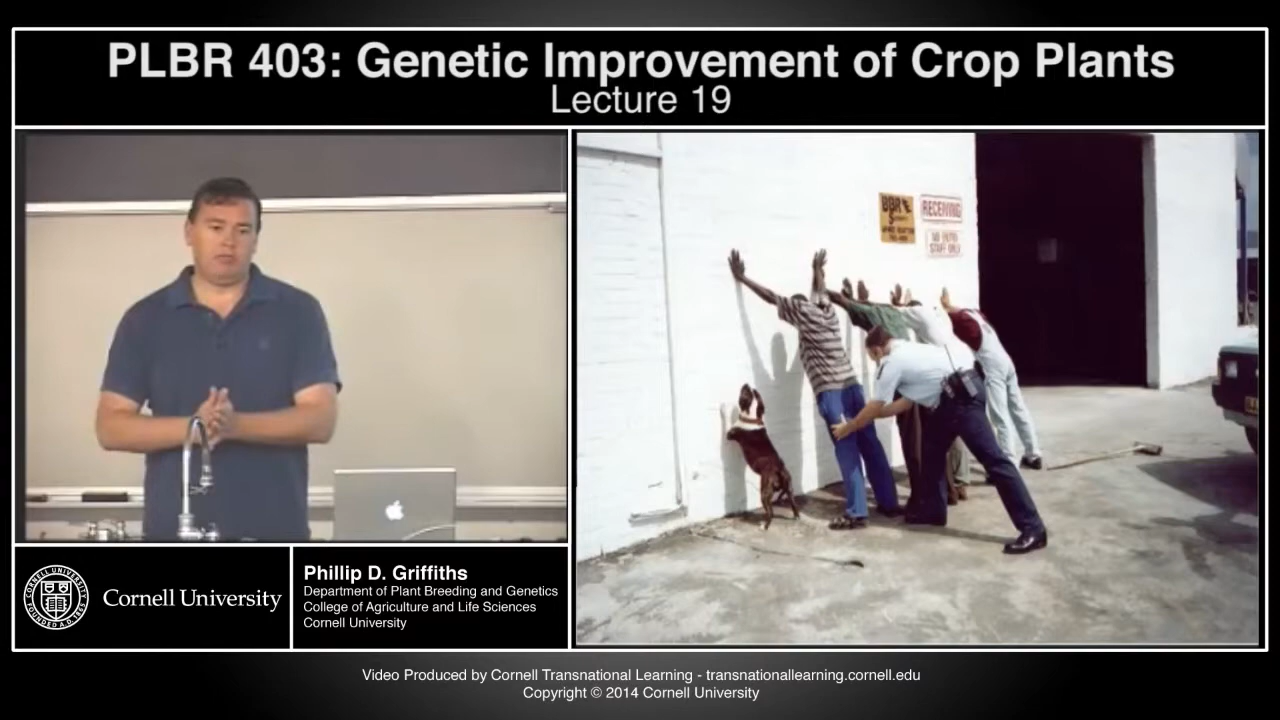 PLBR 403: Genetic Improvement of Crop Plants
Lecture 19
RECEIVING
Cornell University
Phillip D. Griffiths
Department of Plant Breeding and Genetics
College of Agriculture and Life Sciences
Cornell University
Video Produced by Cornell Transnational Learning - transnationallearning.cornell.edu
Copyright © 2014 Cornell University